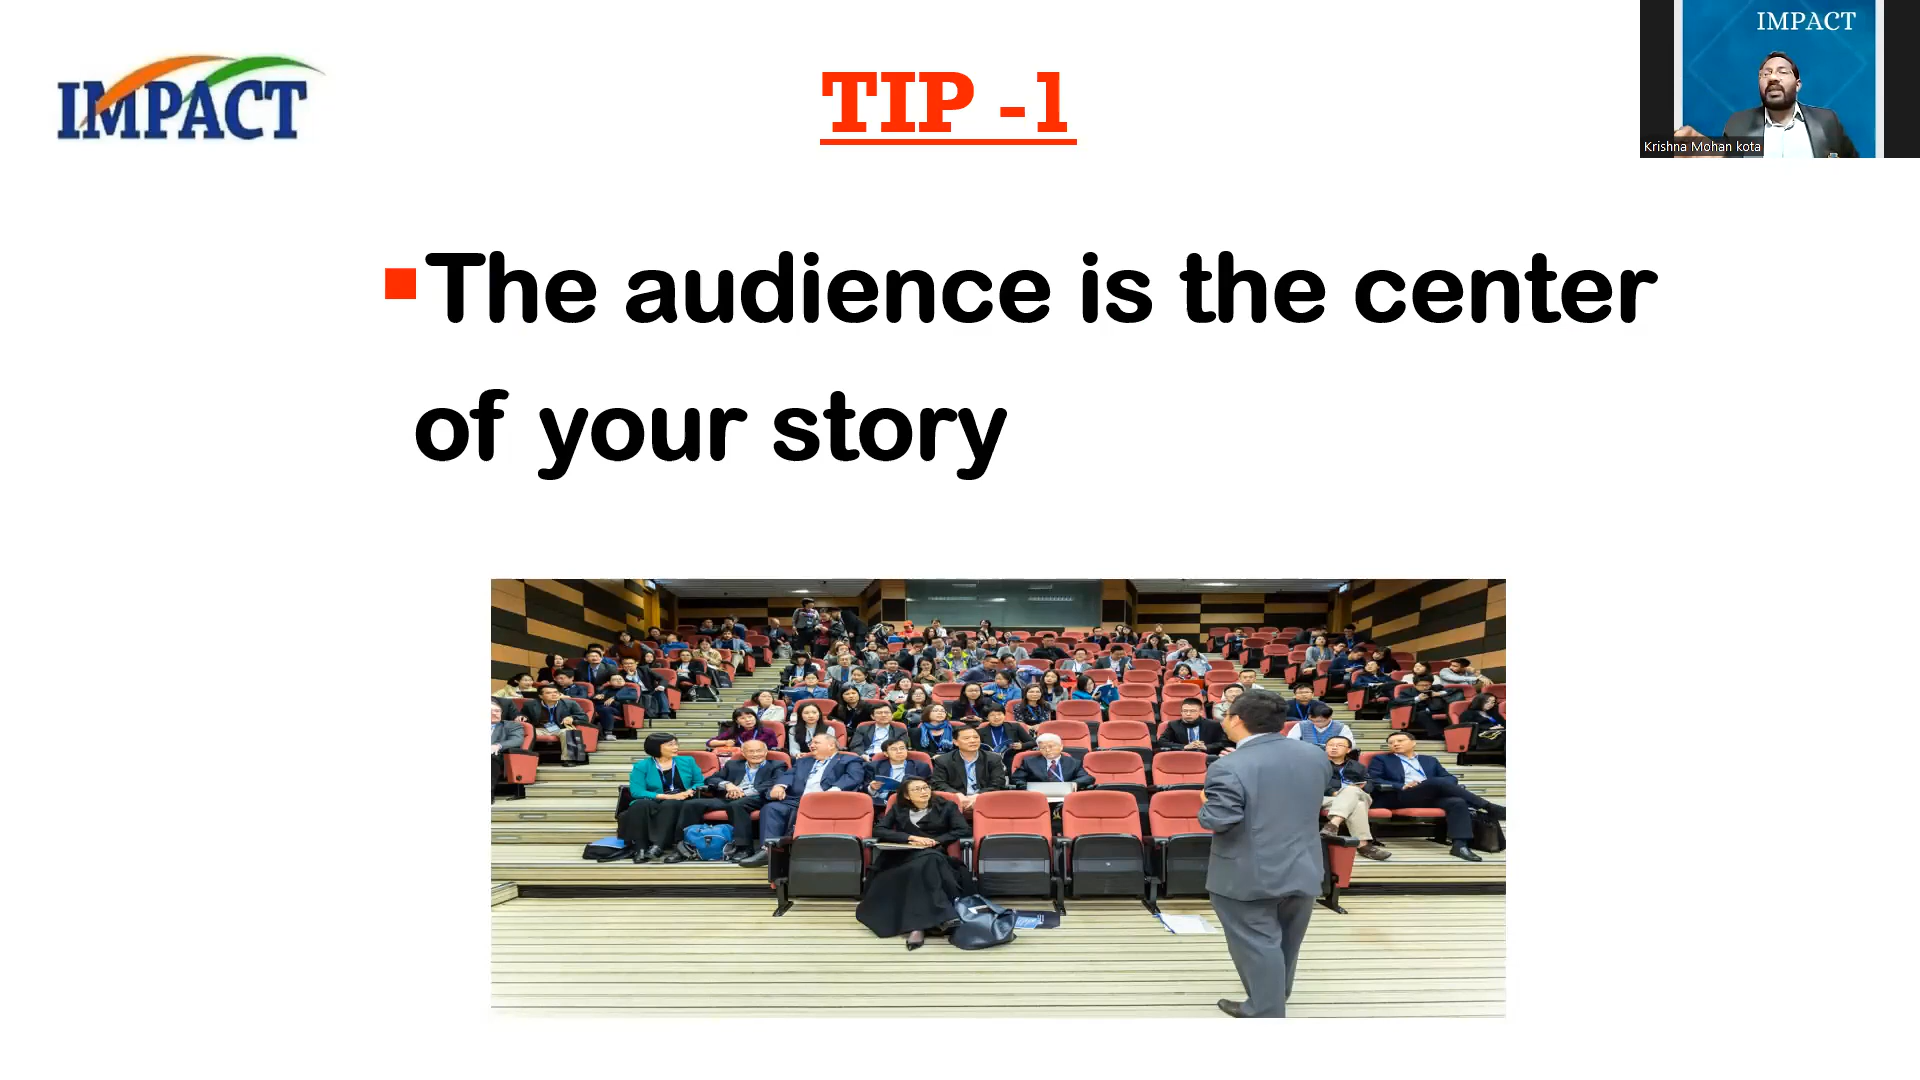 IMPACT
TIP -1
IMPACT
Krishna Mohan kota
▪The audience is the center
of your story